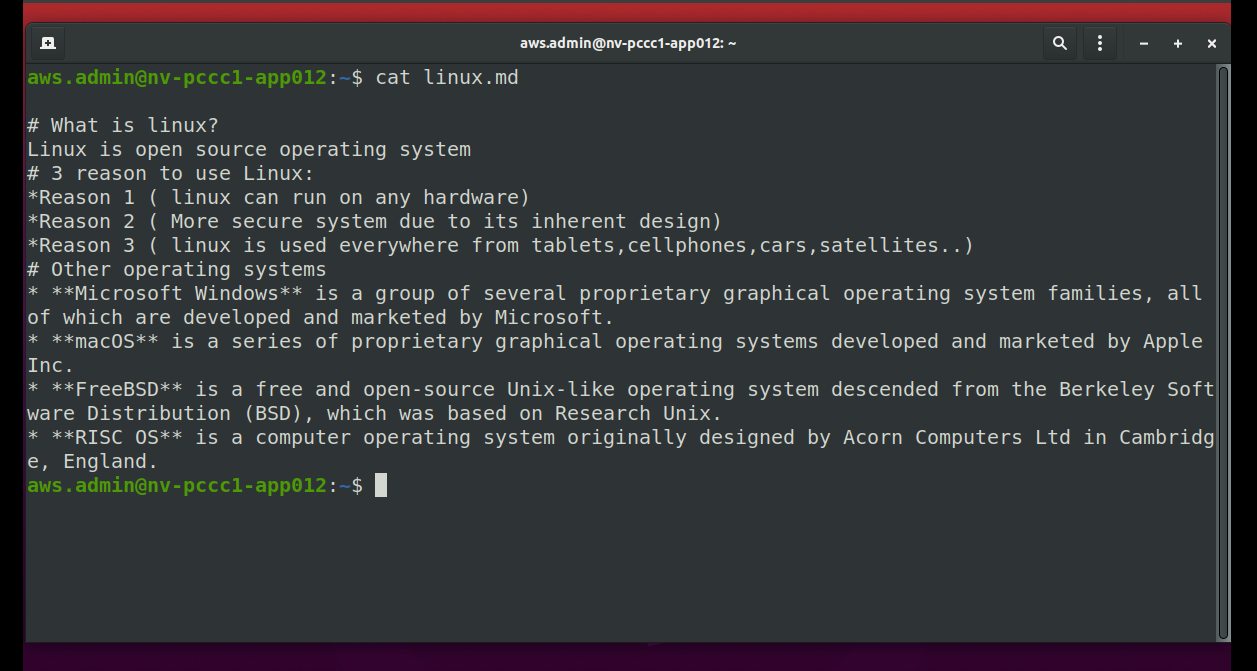 aws.admin@nv-pccc1-app012: ~
aws.admin@nv-pccc1-app012:~$ cat linux.md
# What is linux?
Linux is open source operating system
# 3 reason to use Linux:
*Reason 1 ( linux can run on any hardware)
*Reason 2 ( More secure system due to its inherent design)
*Reason 3 ( linux is used everywhere from tablets,cellphones,cars,satellites..)
# Other operating systems
* **Microsoft Windows** is a group of several proprietary graphical operating system families, all
of which are developed and marketed by Microsoft.
* **macOS** is a series of proprietary graphical operating systems developed and marketed by Apple
Inc.
* **FreeBSD** is a free and open-source Unix-like operating system descended from the Berkeley Soft
ware Distribution (BSD), which was based on Research Unix.
* **RISC OS** is a computer operating system originally designed by Acorn Computers Ltd in Cambridg
e, England.
aws.admin@nv-pccc1-app012:~$